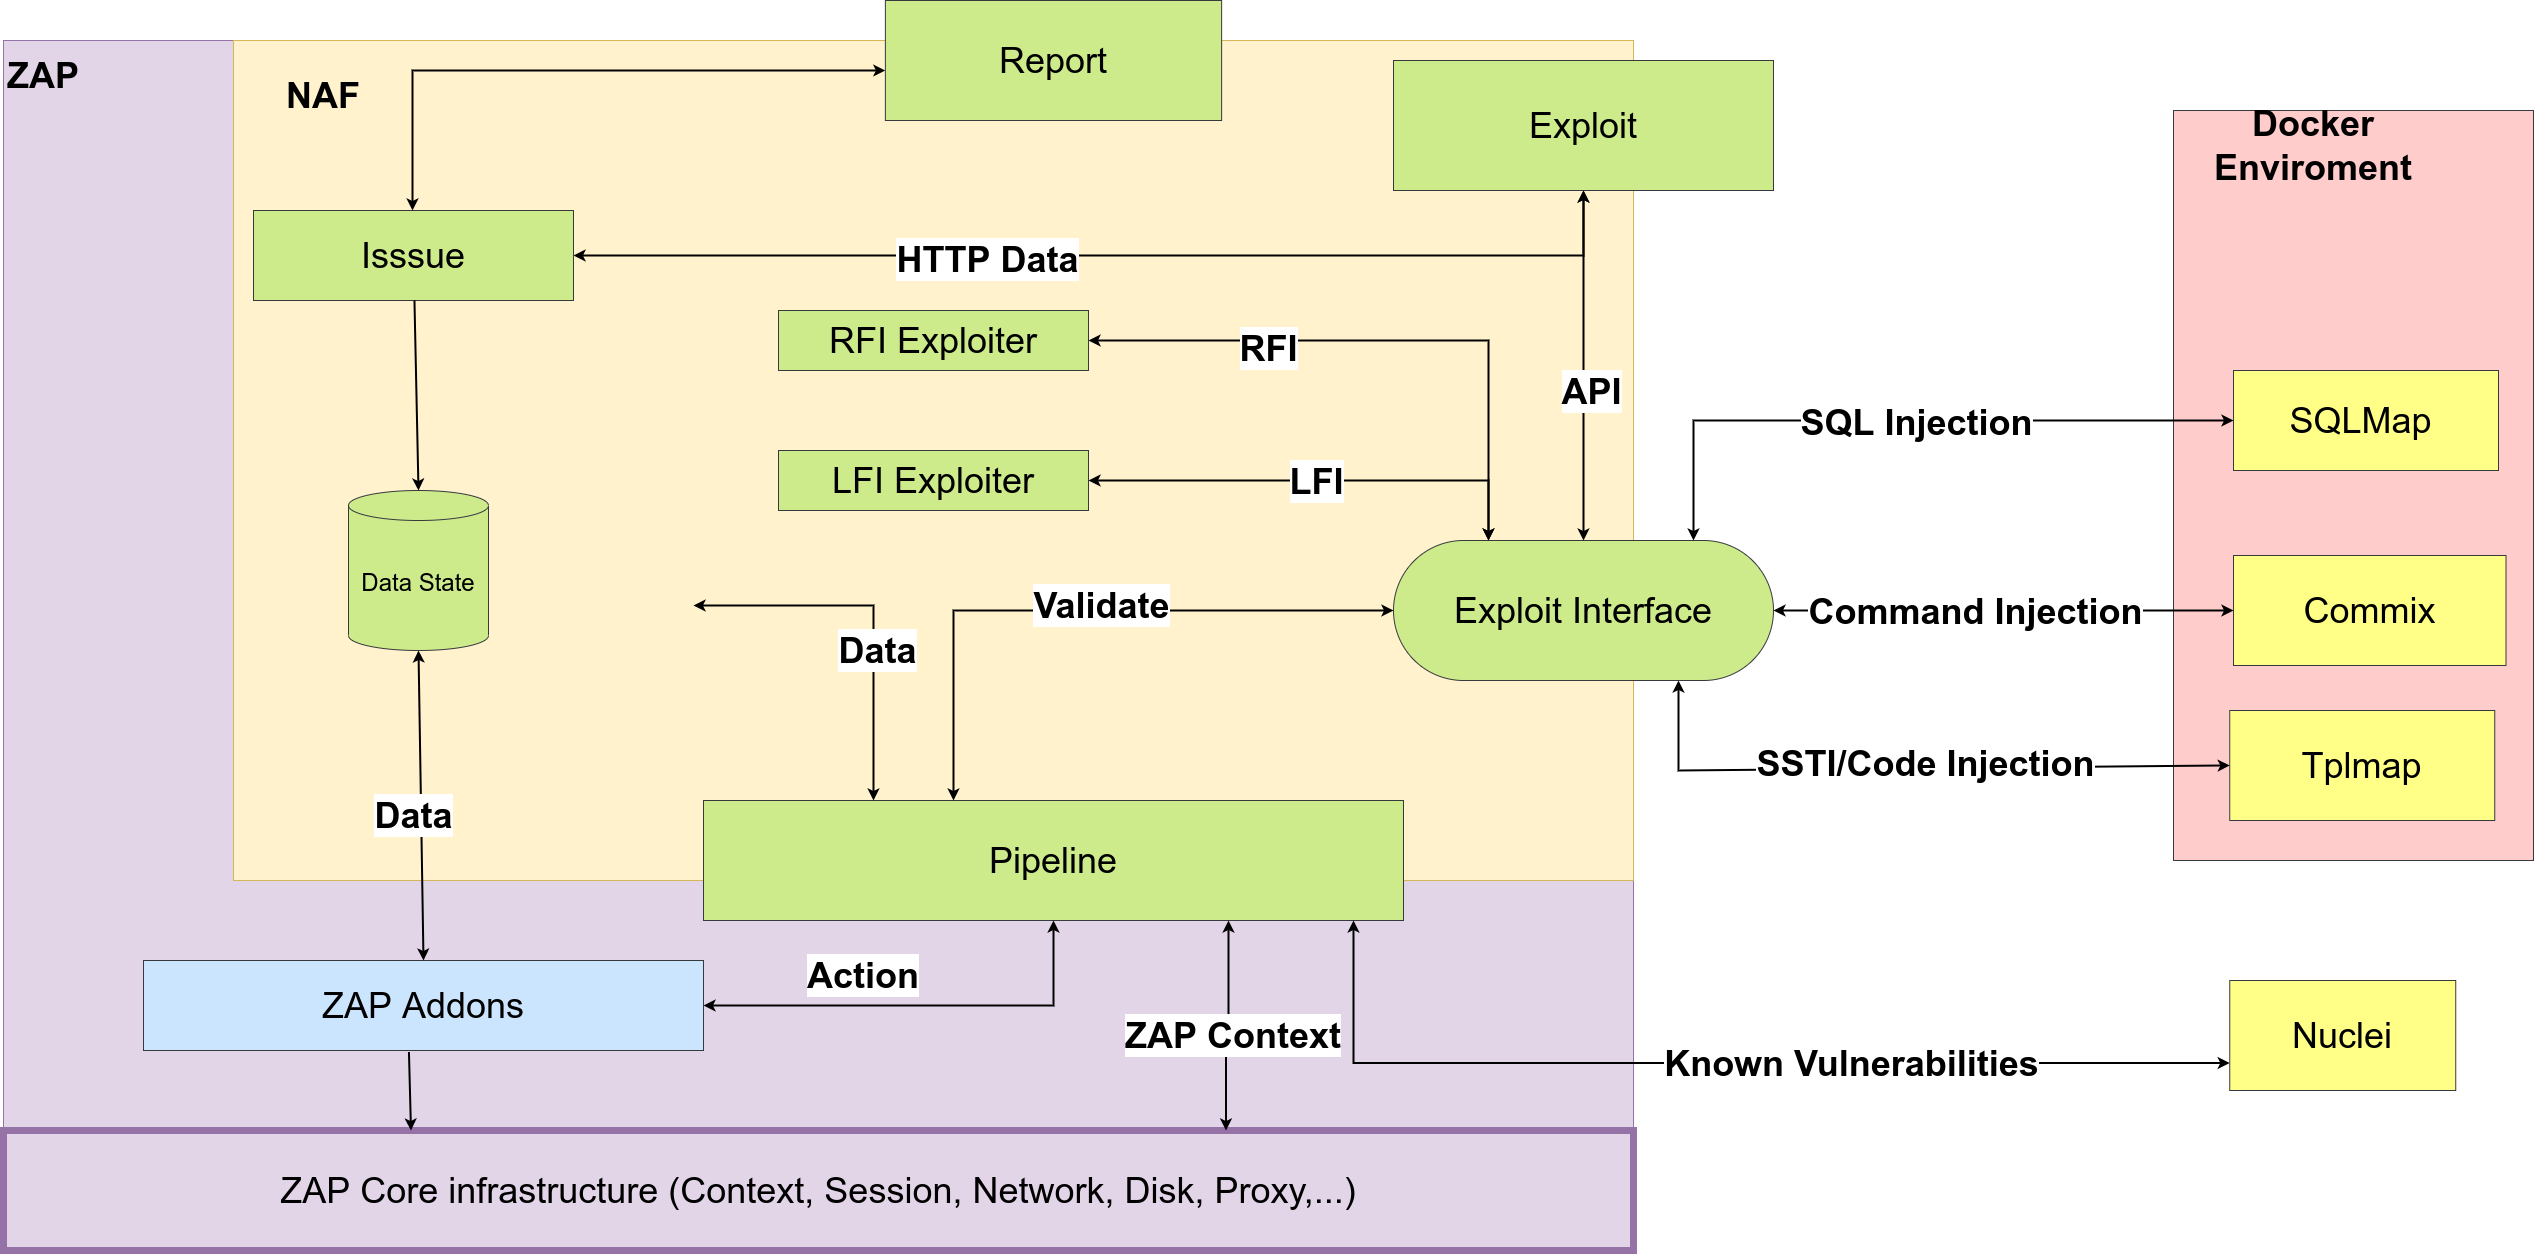 Report
ZAP
NAF
Exploit
Docker
Enviroment
Isssue
HTTP Data
RFI Exploiter
RFI
API
SQL Injection
SQLMap
LFI Exploiter
LFI
Data State
Data
Validate
Exploit Interface
Command Injection
Commix
SSTI/Code Injection
Tplmap
Data
Pipeline
Action
ZAP Addons
ZAP Context
Known Vulnerabilities
Nuclei
ZAP Core infrastructure (Context, Session, Network, Disk, Proxy,...)